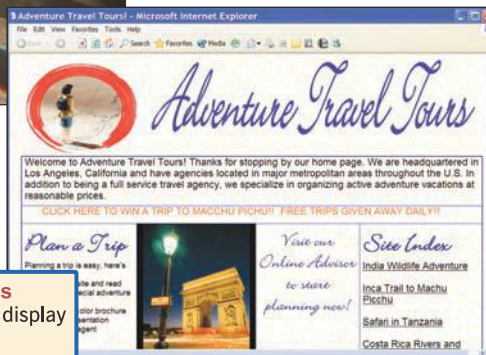 Adventure Travel Tours! - Microsoft Internet Explorer
File Edit View Favorites Tools Help
Search Favorites Media
Adventure Travel Tours
Welcome to Adventure Travel Tours! Thanks for stopping by our home page. We are headquartered in
Los Angeles, California and have agencies located in major metropolitan areas throughout the U.S. In
addition to being a full service travel agency, we specialize in organizing active adventure vacations at
reasonable prices.
CLICK HERE TO WIN A TRIP TO MACCHU PICHU!! FREE TRIPS GIVEN AWAY DAILY!!
Plan a Trip
Planning a trip is easy, here's
site and read
adventure
color brochure
display
Visit our
Online Advisor
to start
planning now!
Site Index
India Wildlife Adventure
Inca Trail to Machu
Picchu
Safari in Tanzania
Costa Rica Rivers and